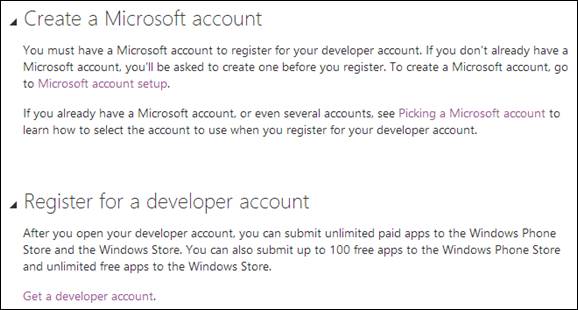 Create a Microsoft account
You must have a Microsoft account to register for your developer account. If you don't already have a
Microsoft account, you'll be asked to create one before you register. To create a Microsoft account, go
to Microsoft account setup.
If you already have a Microsoft account, or even several accounts, see Picking a Microsoft account to
learn how to select the account to use when you register for your developer account.
Register for a developer account
After you open your developer account, you can submit unlimited paid apps to the Windows Phone
Store and the Windows Store. You can also submit up to 100 free apps to the Windows Phone Store
and unlimited free apps to the Windows Store.
Get a developer account.